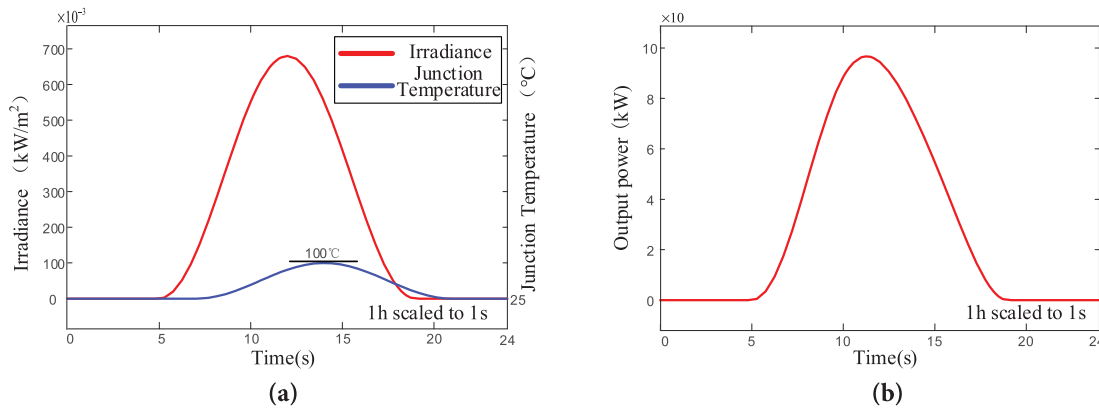 ×10⁻³
700
600
500
400
300
200
100
0
Irradiance (kW/m²)
Irradiance
Junction
Temperature
100℃
25
Junction Temperature (℃)
1h scaled to 1s
0 5 10 15 20 24
Time(s)
(a)
×10
10
8
6
4
2
0
Output power (kW)
1h scaled to 1s
0 5 10 15 20 24
Time(s)
(b)